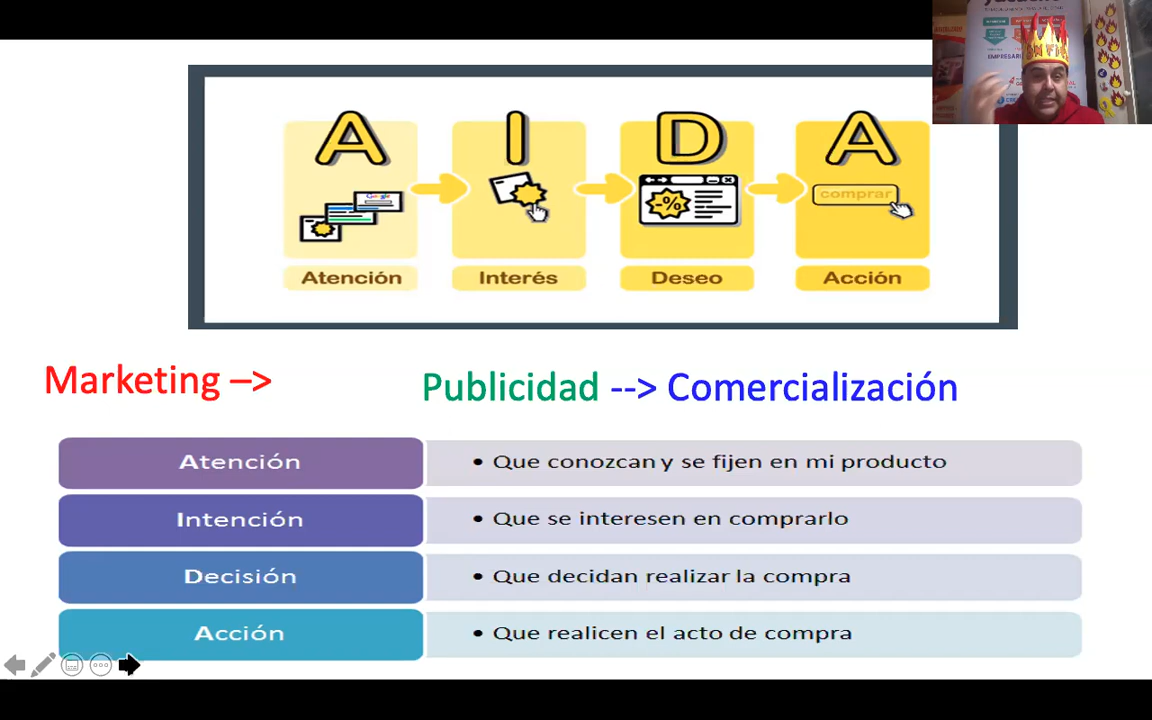 A I D A
Google
-%
comprar
Atención Interés Deseo Acción
Marketing –>
Publicidad --> Comercialización
Atención
• Que conozcan y se fijen en mi producto
Intención
• Que se interesen en comprarlo
Decisión
• Que decidan realizar la compra
Acción
• Que realicen el acto de compra